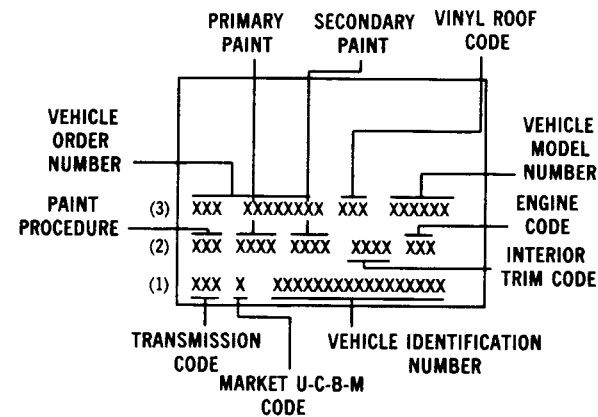 PRIMARY PAINT
SECONDARY PAINT
VINYL ROOF CODE
VEHICLE ORDER NUMBER
VEHICLE MODEL NUMBER
(3) XXX XXXXXXXX XXX XXXXXX
PAINT PROCEDURE
ENGINE CODE
(2) XXX XXXX XXXX XXXX XXX
INTERIOR TRIM CODE
(1) XXX X XXXXXXXXXXXXXXXXX
TRANSMISSION CODE
VEHICLE IDENTIFICATION NUMBER
MARKET U-C-B-M CODE